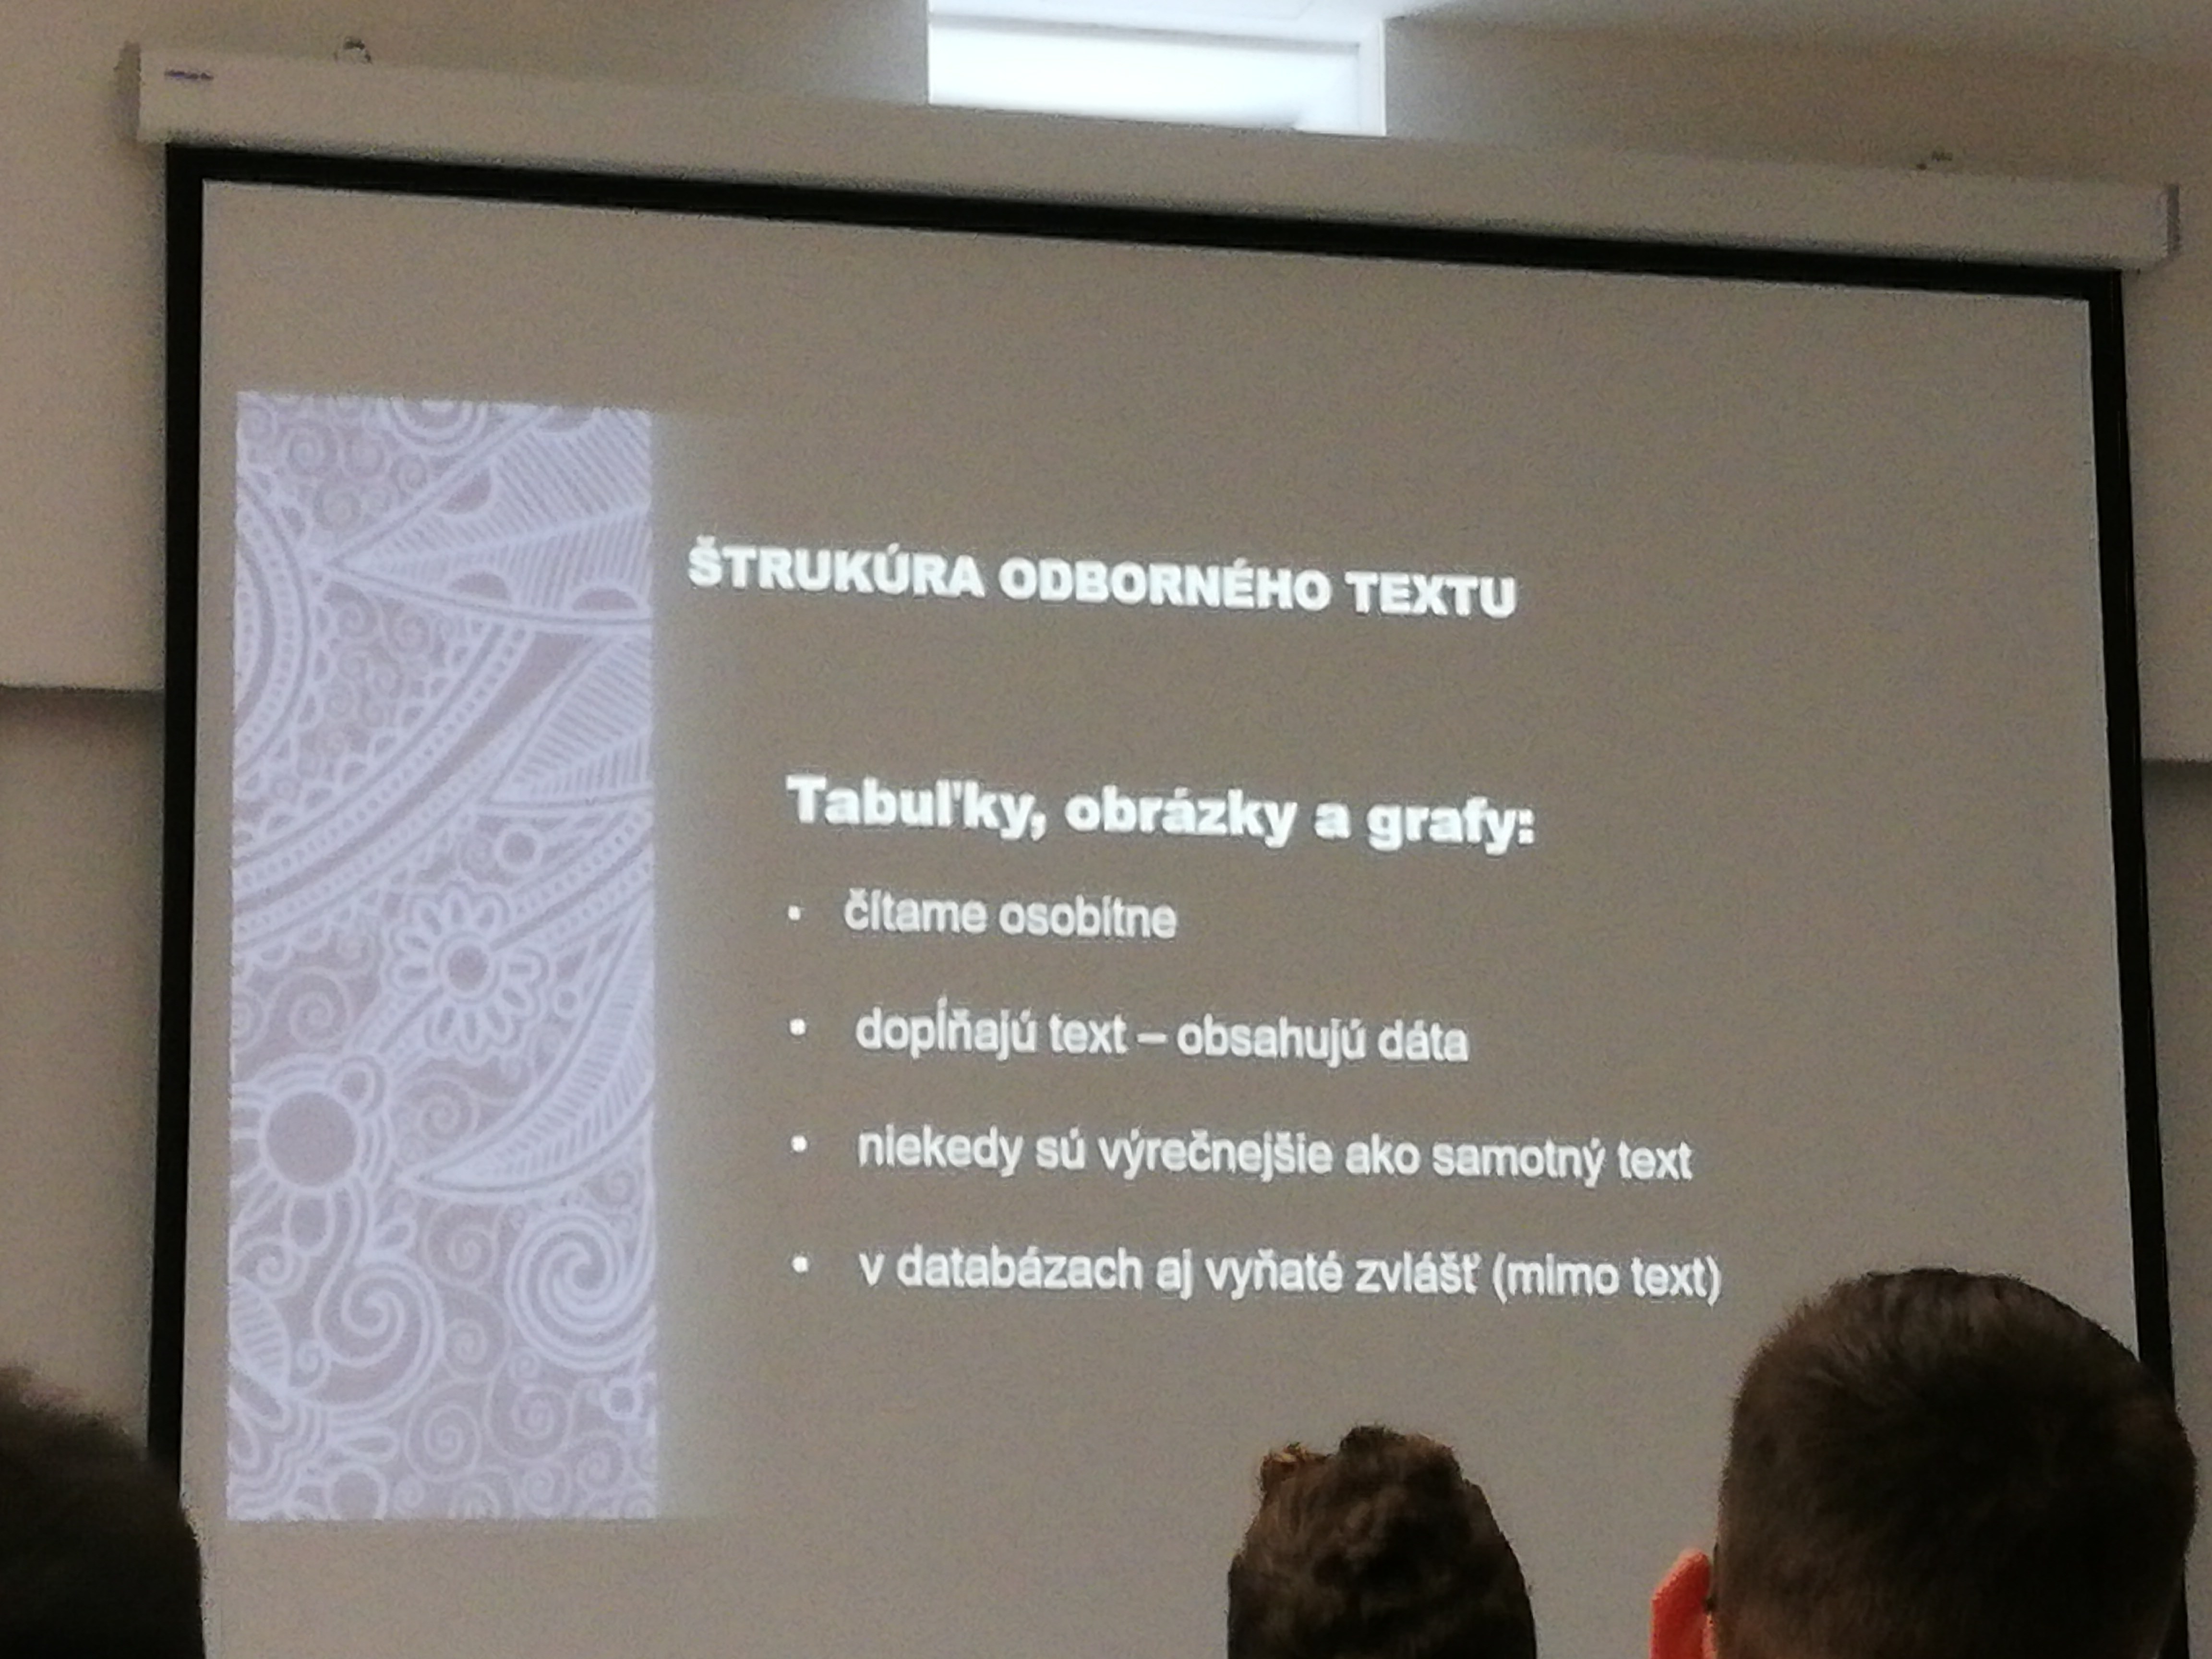 ŠTRUKÚRA ODBORNÉHO TEXTU
Tabuľky, obrázky a grafy:
• čítame osobitne
• dopĺňajú text – obsahujú dáta
• niekedy sú výrečnejšie ako samotný text
• v databázach aj vyňaté zvlášť (mimo text)